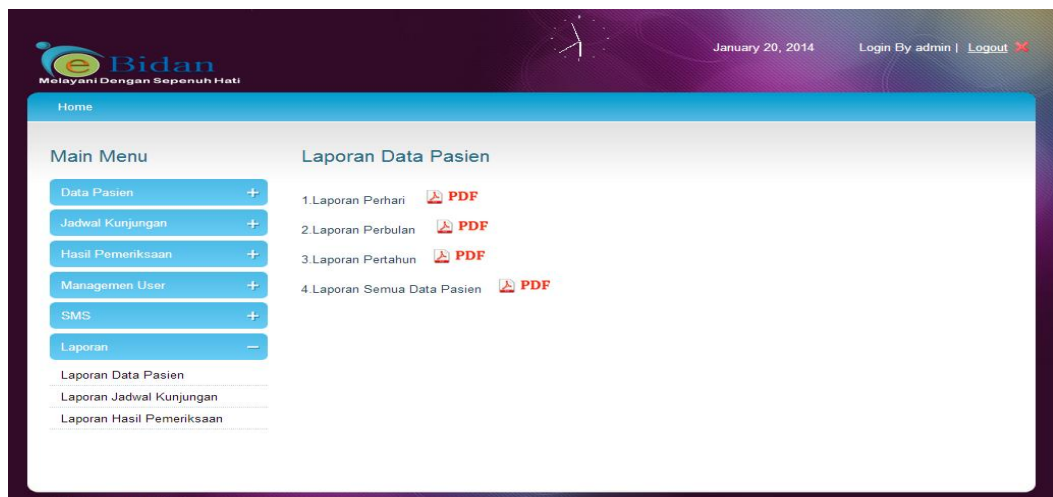 January 20, 2014 Login By admin | Logout
e Bidan
Melayani Dengan Sepenuh Hati
Home
Main Menu
Data Pasien
Jadwal Kunjungan
Hasil Pemeriksaan
Managemen User
SMS
Laporan
Laporan Data Pasien
Laporan Jadwal Kunjungan
Laporan Hasil Pemeriksaan
Laporan Data Pasien
1.Laporan Perhari PDF
2.Laporan Perbulan PDF
3.Laporan Pertahun PDF
4.Laporan Semua Data Pasien PDF